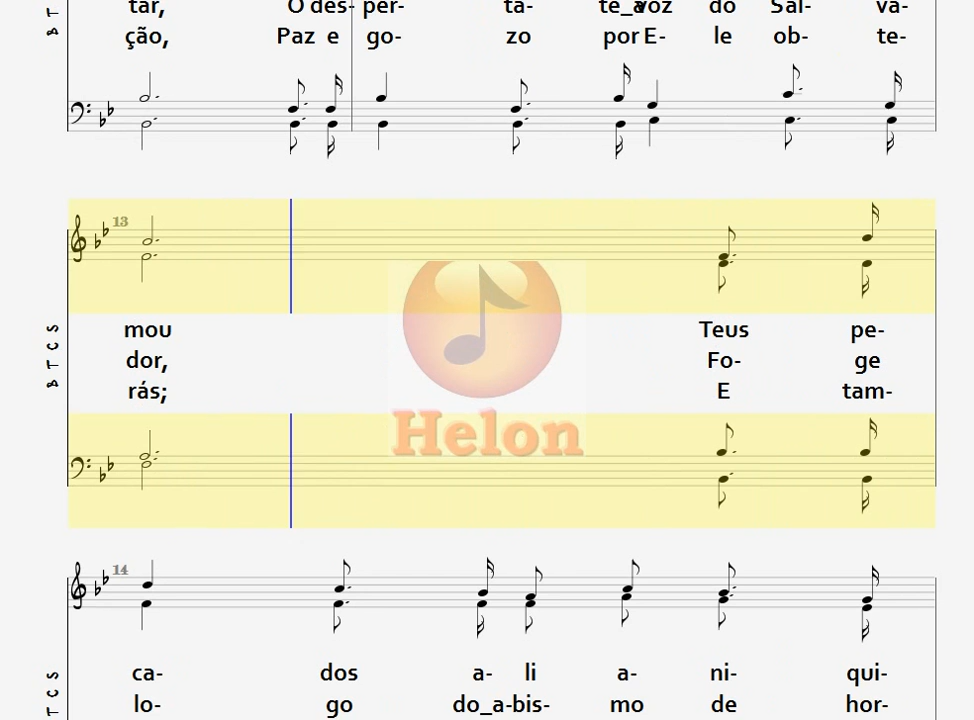 tar, O des- per- ta- te_a voz do Sal- va-
ção, Paz e go- zo por E- le ob- te-
B T
13
mou Teus pe-
dor, Fo- ge
rás; E tam-
B T C S
Helon
14
ca- dos a- li a- ni- qui-
lo- go do_a-bis- mo de hor-
T C S